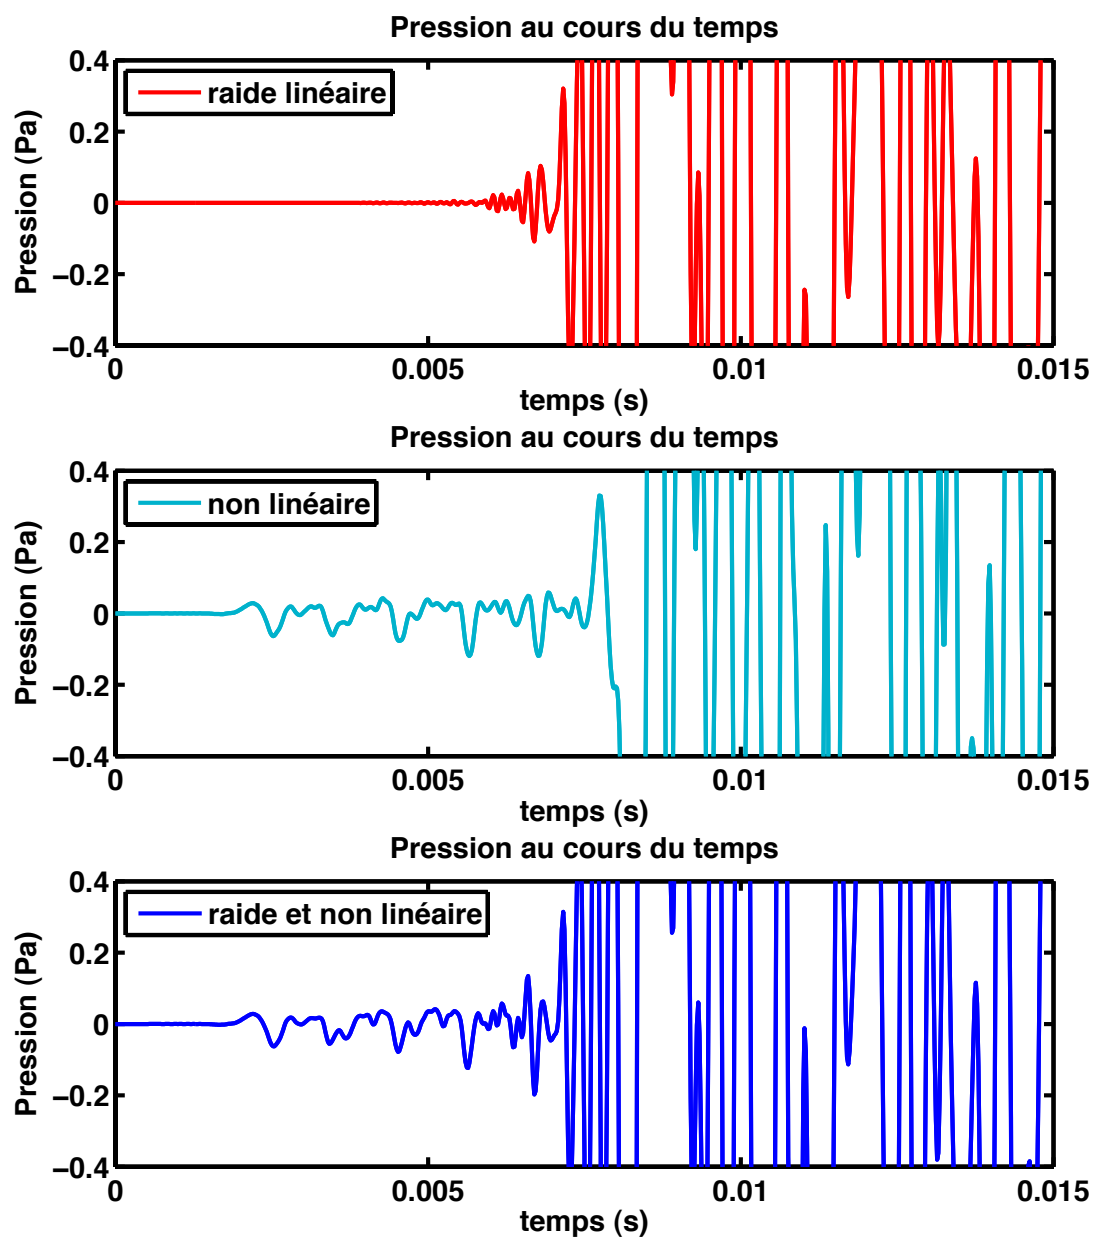 Pression au cours du temps
raide linéaire
Pression (Pa)
0.4
0.2
0
−0.2
−0.4
0 0.005 0.01 0.015
temps (s)
Pression au cours du temps
non linéaire
Pression (Pa)
0.4
0.2
0
−0.2
−0.4
0 0.005 0.01 0.015
temps (s)
Pression au cours du temps
raide et non linéaire
Pression (Pa)
0.4
0.2
0
−0.2
−0.4
0 0.005 0.01 0.015
temps (s)